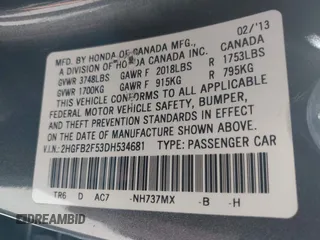 MFD. BY HONDA OF CANADA MFG., 02/'13
A DIVISION OF HONDA CANADA INC. CANADA
GVWR 3748LBS GAWR F 2018LBS R 1753LBS
GVWR 1700KG GAWR F 915KG R 795KG
THIS VEHICLE CONFORMS TO ALL APPLICABLE
FEDERAL MOTOR VEHICLE SAFETY, BUMPER,
AND THEFT PREVENTION STANDARDS IN EFFECT ON
THE DATE OF MANUFACTURE SHOWN ABOVE.
V.I.N.: 2HGFB2F53DH534681 TYPE: PASSENGER CAR
TR6 D AC7 -NH737MX -B -H
© DREAMBID